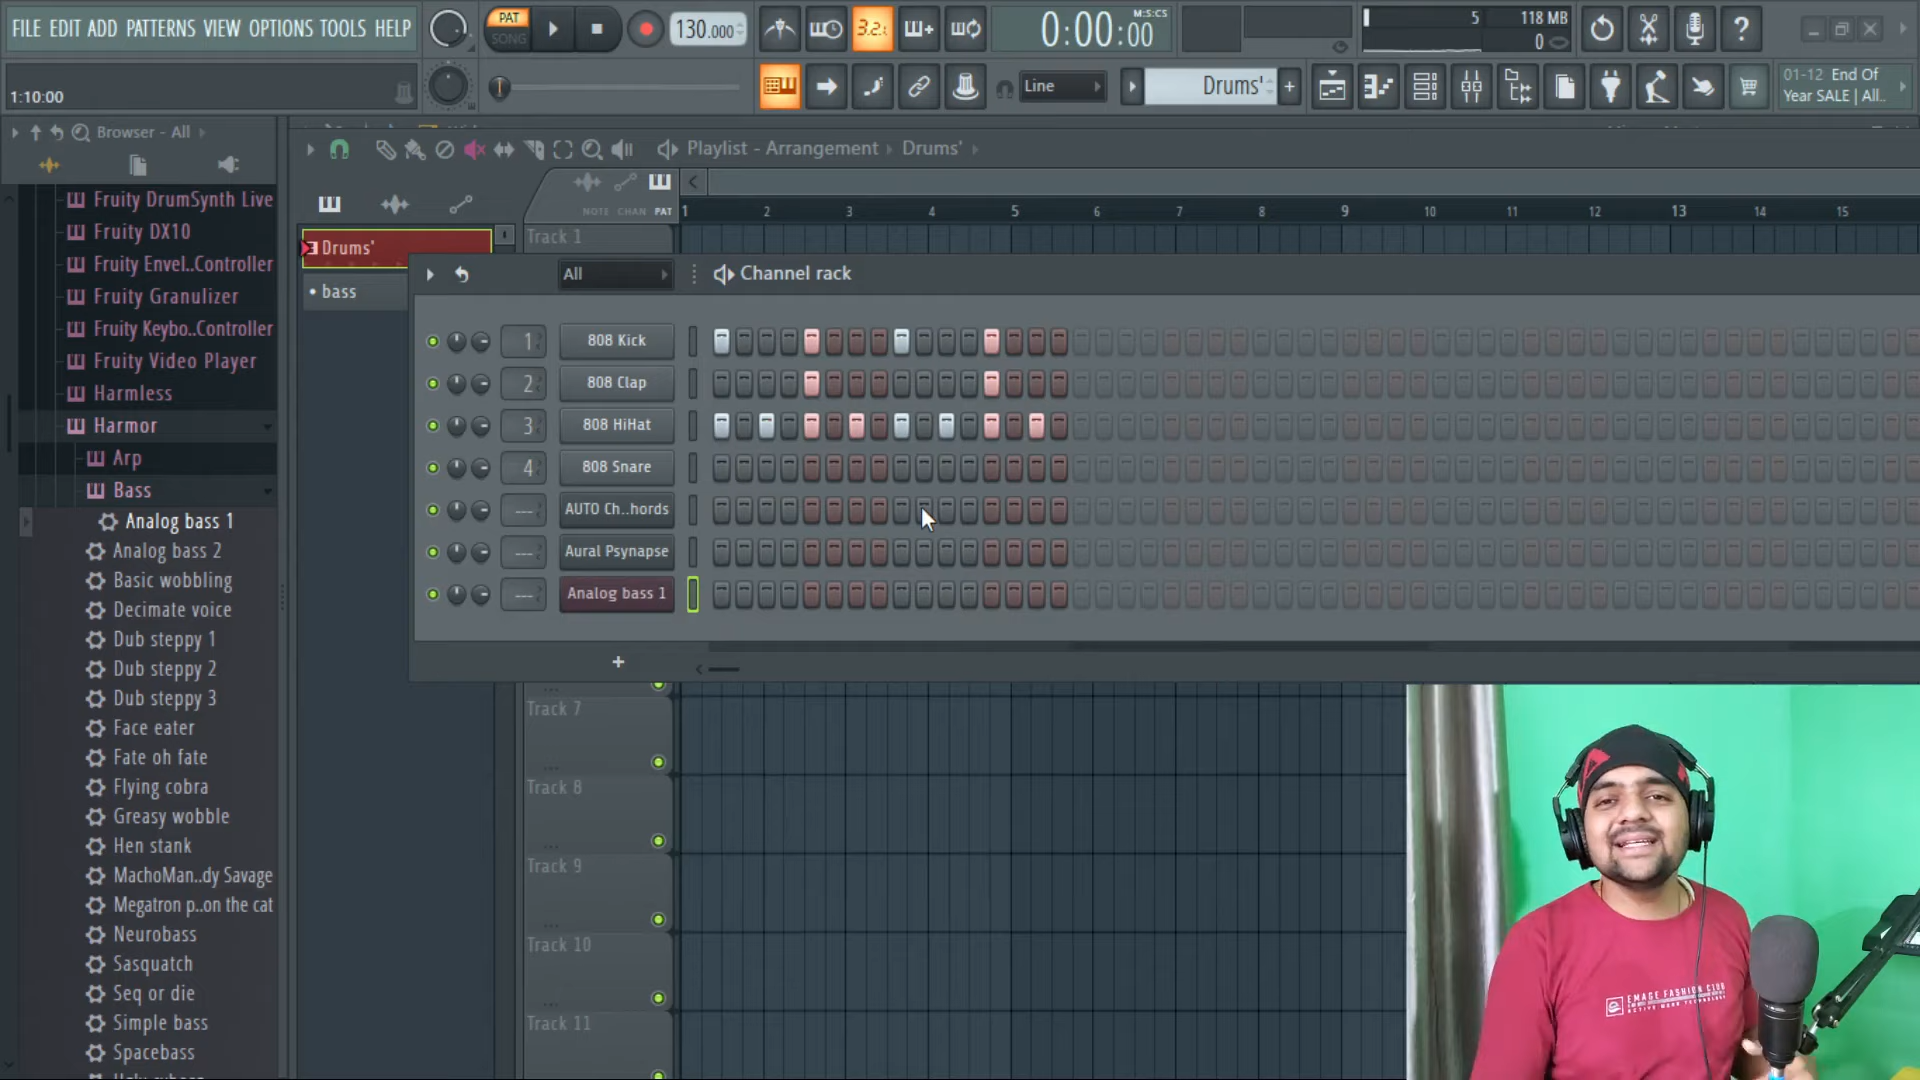 FILE EDIT ADD PATTERNS VIEW OPTIONS TOOLS HELP
PAT
SONG
130.000
3.2.
0:00:00
M:S:CS
5
118 MB
0
1:10:00
Line
Drums'
01-12 End Of
Year SALE | All..
Browser - All
Playlist - Arrangement
Drums'
NOTE CHAN PAT
1 2 3 4 5 6 7 8 9 10 11 12 13 14 15
Fruity DrumSynth Live
Fruity DX10
Fruity Envel..Controller
Fruity Granulizer
Fruity Keybo..Controller
Fruity Video Player
Harmless
Harmor
Arp
Bass
Analog bass 1
Analog bass 2
Basic wobbling
Decimate voice
Dub steppy 1
Dub steppy 2
Dub steppy 3
Face eater
Fate oh fate
Flying cobra
Greasy wobble
Hen stank
MachoMan..dy Savage
Megatron p..on the cat
Neurobass
Sasquatch
Seq or die
Simple bass
Spacebass
Drums'
bass
Track 1
All
Channel rack
1 808 Kick
2 808 Clap
3 808 HiHat
4 808 Snare
--- AUTO Ch..hords
--- Aural Psynapse
--- Analog bass 1
Track 7
Track 8
Track 9
Track 10
Track 11
EMAGE FASHION CLUB